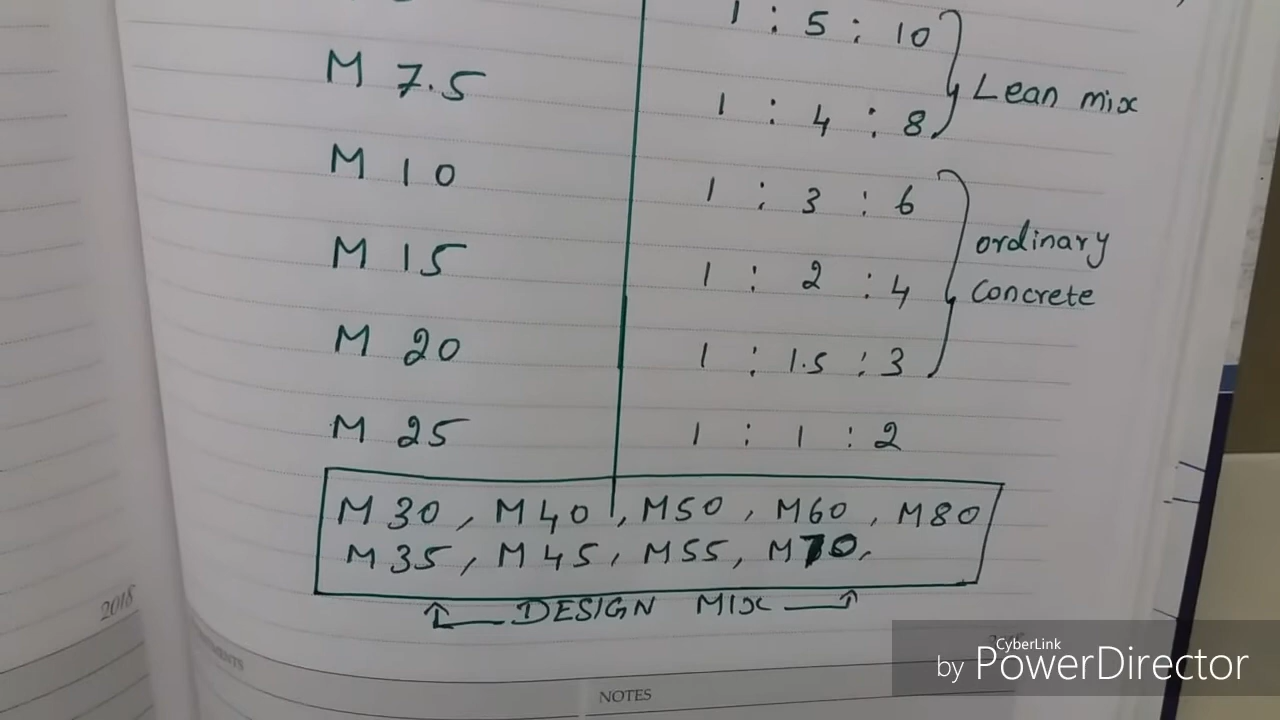 1 : 5 : 10
M 7.5 1 : 4 : 8 Lean mix
M 10 1 : 3 : 6
M 15 1 : 2 : 4 ordinary concrete
M 20 1 : 1.5 : 3
M 25 1 : 1 : 2
M30, M40, M50, M60, M80
M35, M45, M55, M70,
DESIGN MIX
2018
NOTES
CyberLink
by PowerDirector